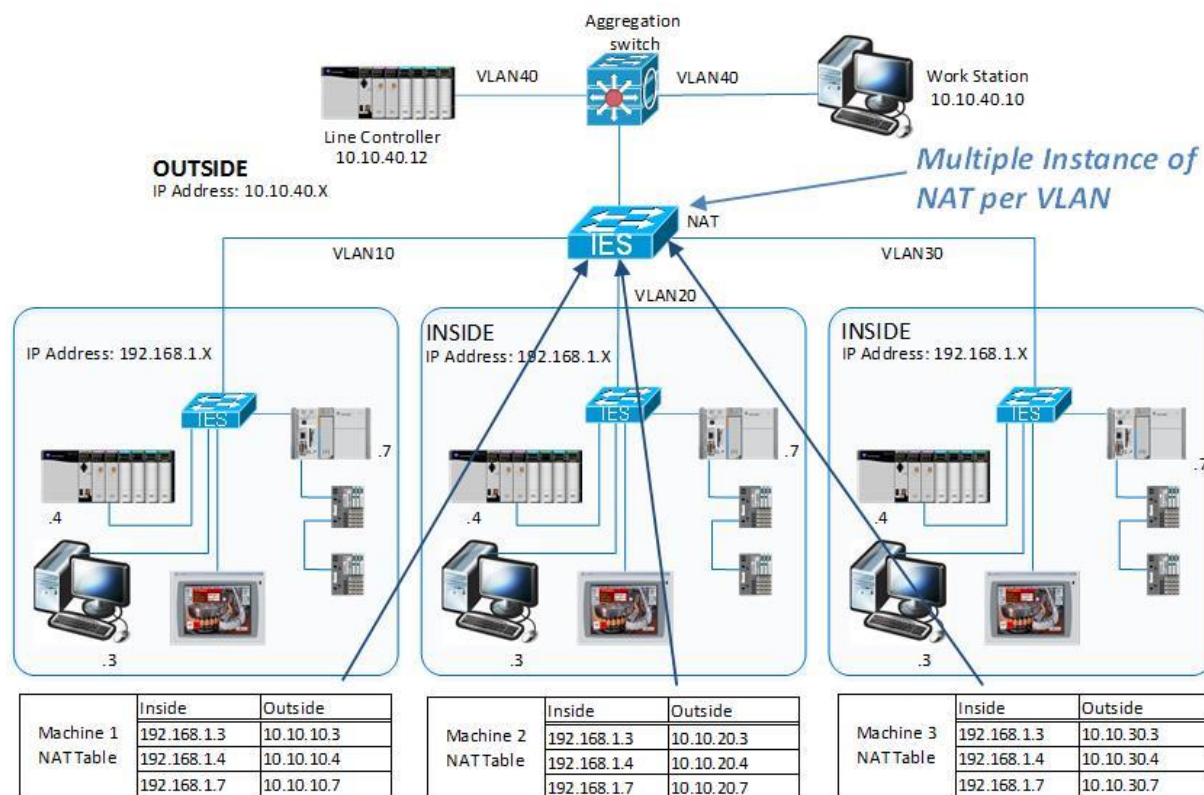 Aggregation
switch
VLAN40
VLAN40
Work Station
10.10.40.10
Line Controller
10.10.40.12
OUTSIDE
IP Address: 10.10.40.X
Multiple Instance of
NAT per VLAN
NAT
IES
VLAN10
VLAN30
VLAN20
IP Address: 192.168.1.X
IES
.7
.4
.3
INSIDE
IP Address: 192.168.1.X
IES
.7
.4
.3
INSIDE
IP Address: 192.168.1.X
IES
.7
.4
.3
Machine 1
NAT Table
Inside Outside
192.168.1.3 10.10.10.3
192.168.1.4 10.10.10.4
192.168.1.7 10.10.10.7
Machine 2
NAT Table
Inside Outside
192.168.1.3 10.10.20.3
192.168.1.4 10.10.20.4
192.168.1.7 10.10.20.7
Machine 3
NAT Table
Inside Outside
192.168.1.3 10.10.30.3
192.168.1.4 10.10.30.4
192.168.1.7 10.10.30.7